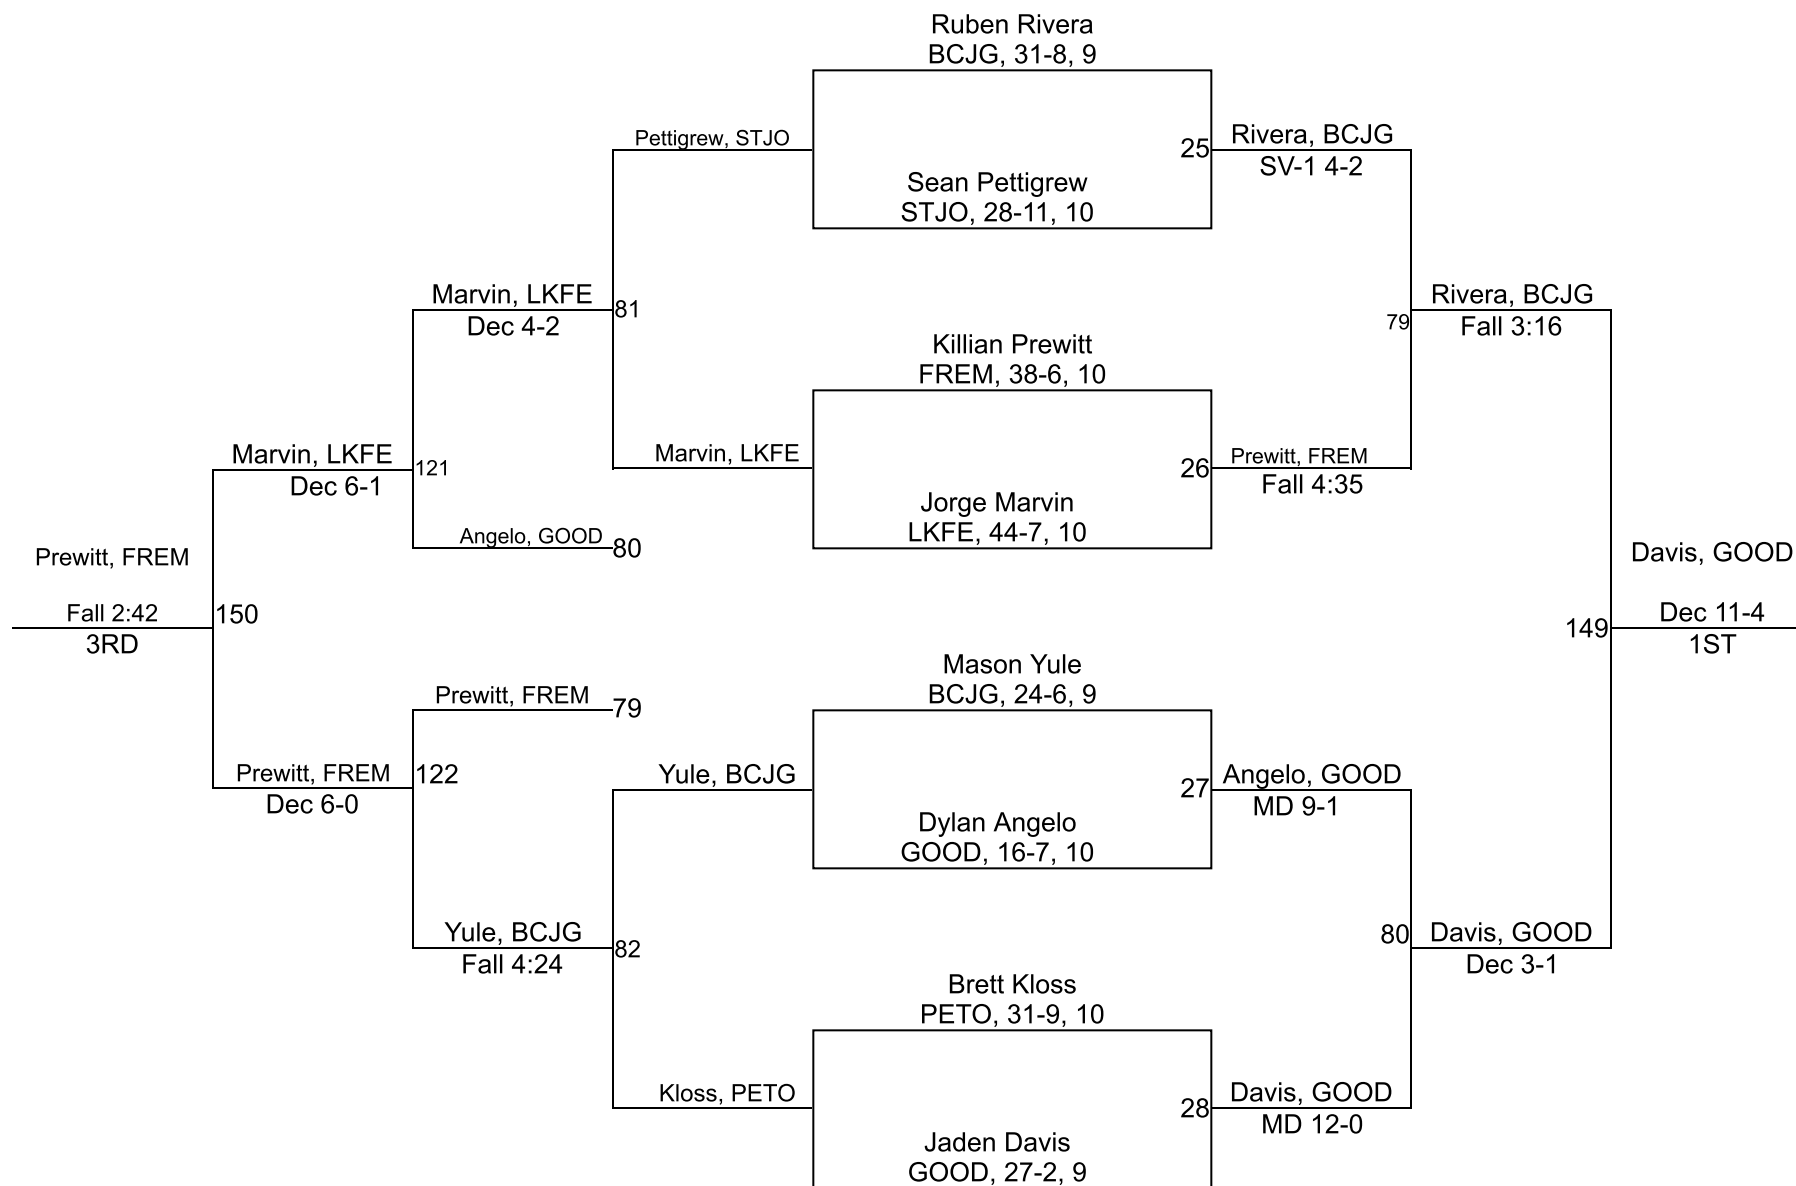 Ruben Rivera
BCJG, 31-8, 9
Pettigrew, STJO
25
Rivera, BCJG
SV-1 4-2
Sean Pettigrew
STJO, 28-11, 10
Marvin, LKFE
Dec 4-2
81
Rivera, BCJG
79
Fall 3:16
Killian Prewitt
FREM, 38-6, 10
Marvin, LKFE
Dec 6-1
121
Marvin, LKFE
26
Prewitt, FREM
Fall 4:35
Jorge Marvin
LKFE, 44-7, 10
Angelo, GOOD
80
Prewitt, FREM
Fall 2:42
3RD
150
Davis, GOOD
149
Dec 11-4
1ST
Mason Yule
BCJG, 24-6, 9
Prewitt, FREM
79
Prewitt, FREM
Dec 6-0
122
Yule, BCJG
27
Angelo, GOOD
MD 9-1
Dylan Angelo
GOOD, 16-7, 10
Yule, BCJG
Fall 4:24
82
80
Davis, GOOD
Dec 3-1
Brett Kloss
PETO, 31-9, 10
Kloss, PETO
28
Davis, GOOD
MD 12-0
Jaden Davis
GOOD, 27-2, 9